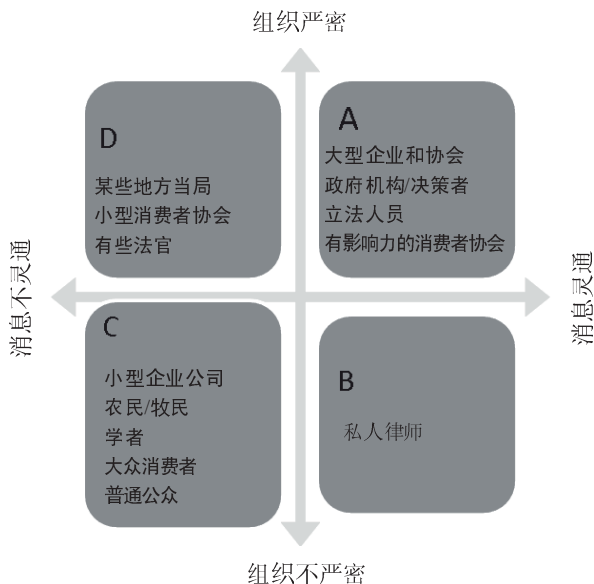 组织严密
D
某些地方当局
小型消费者协会
有些法官
A
大型企业和协会
政府机构/决策者
立法人员
有影响力的消费者协会
消息不灵通
消息灵通
C
小型企业公司
农民/牧民
学者
大众消费者
普通公众
B
私人律师
组织不严密